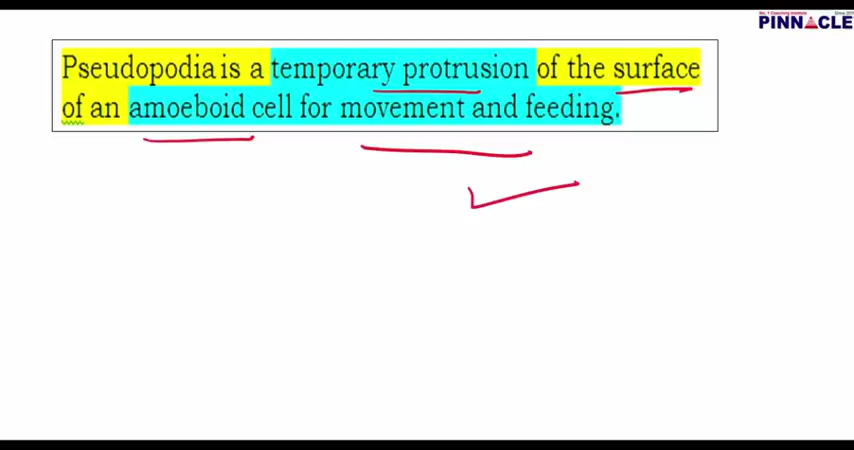 PINNACLE
Pseudopodia is a temporary protrusion of the surface
of an amoeboid cell for movement and feeding.